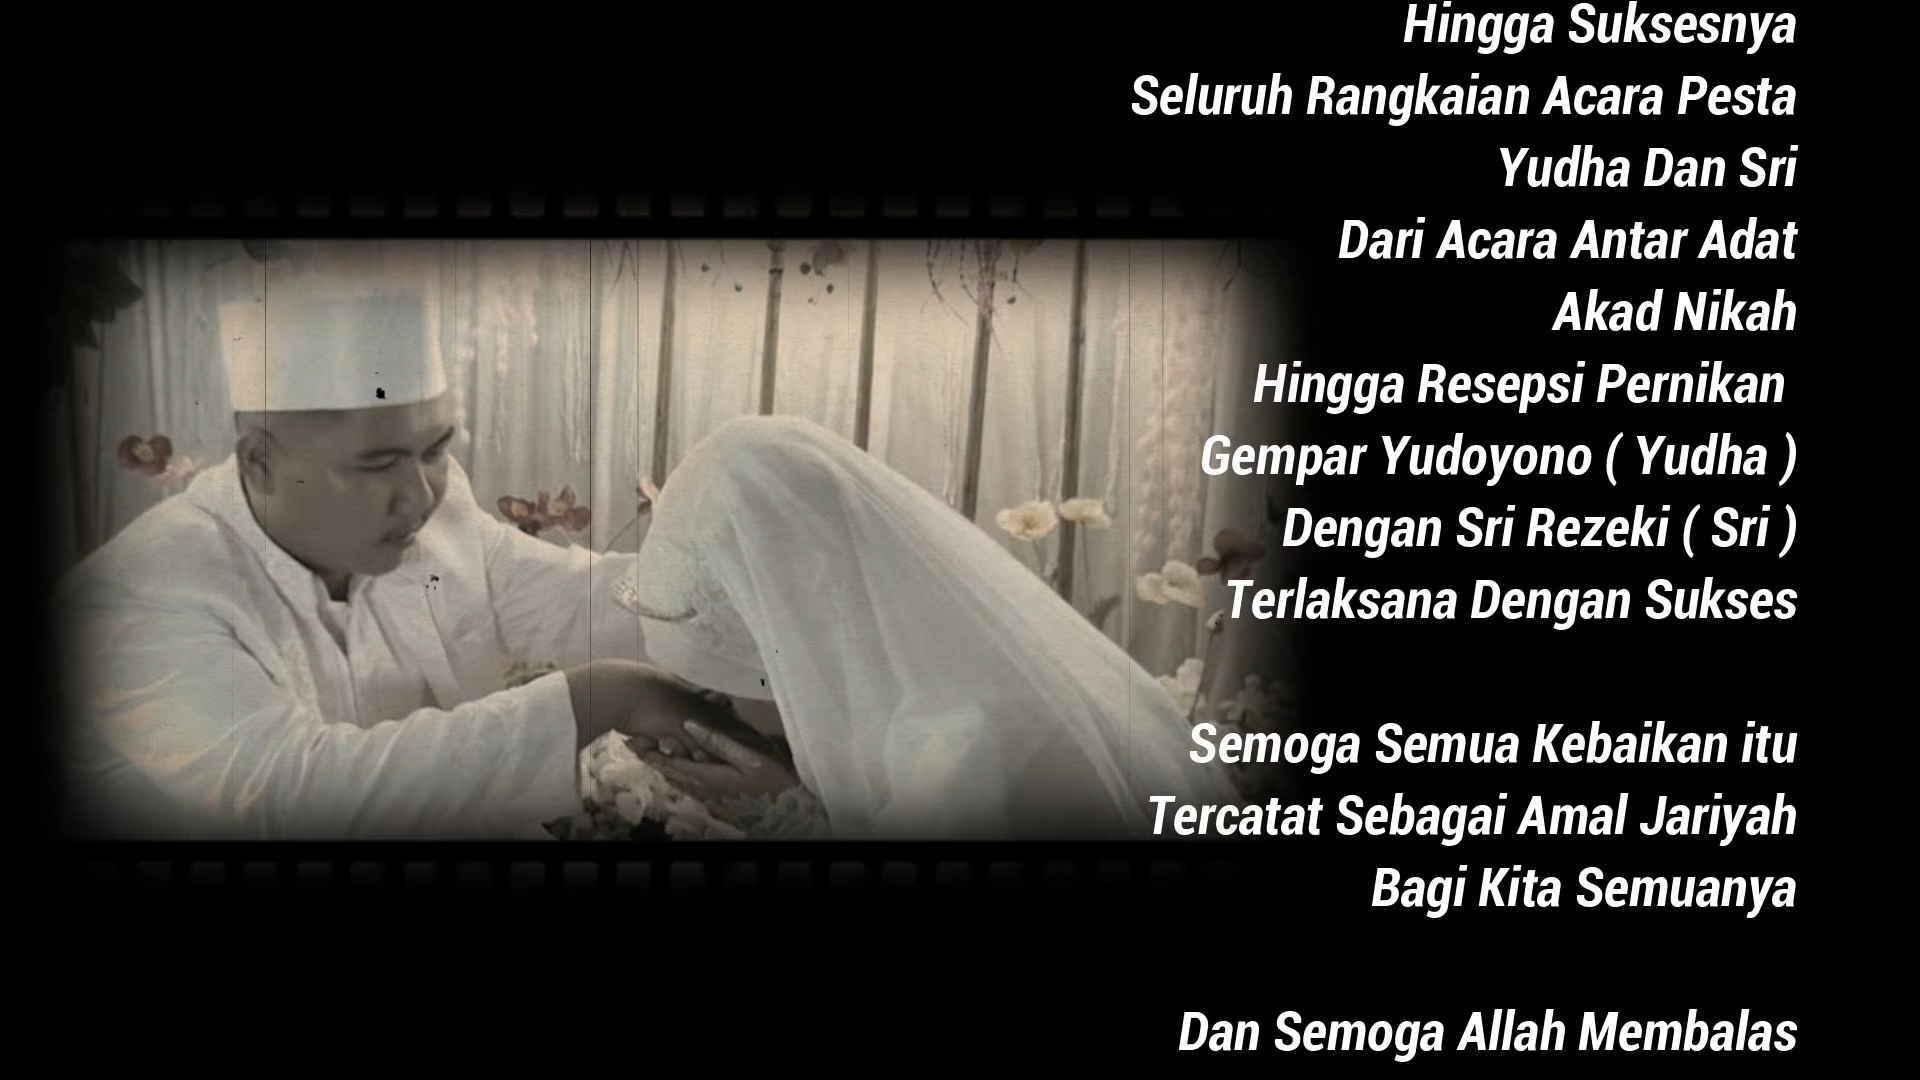 Hingga Suksesnya
Seluruh Rangkaian Acara Pesta
Yudha Dan Sri
Dari Acara Antar Adat
Akad Nikah
Hingga Resepsi Pernikan
Gempar Yudoyono ( Yudha )
Dengan Sri Rezeki ( Sri )
Terlaksana Dengan Sukses
Semoga Semua Kebaikan itu
Tercatat Sebagai Amal Jariyah
Bagi Kita Semuanya
Dan Semoga Allah Membalas